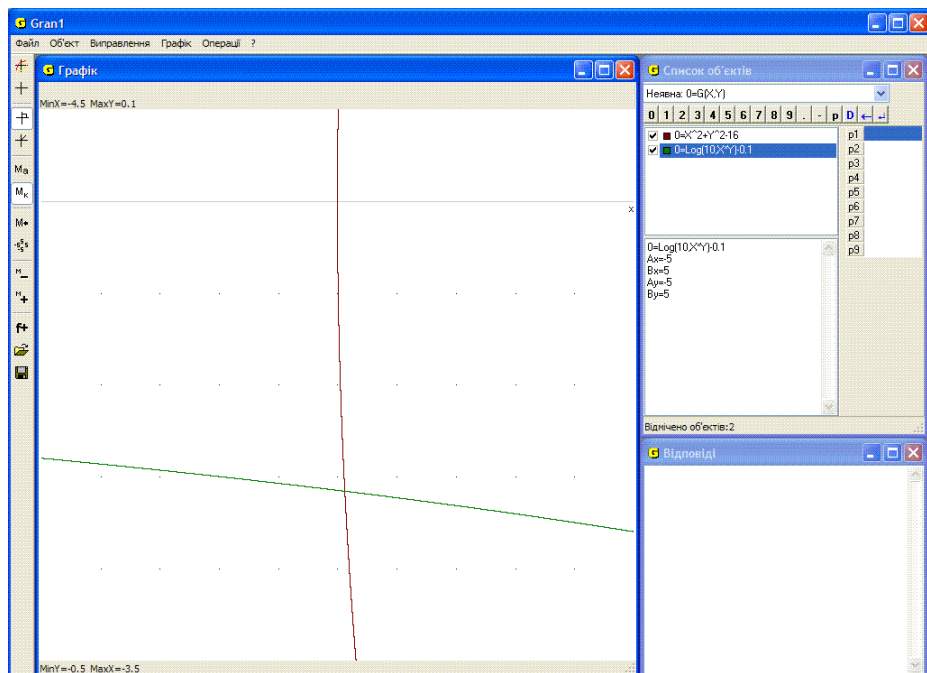 Gran1
Файл Об'єкт Виправлення Графік Операції ?
Графік
MinX=-4.5 MaxY=0.1
x
MinY=-0.5 MaxX=-3.5
Ma
Mк
M+
M
M+
f+
Список об'єктів
Неявна: 0=G(X,Y)
0 1 2 3 4 5 6 7 8 9 . - p D ← ↲
0=X^2+Y^2-16
0=Log(10,X*Y)-0.1
p1
p2
p3
p4
p5
p6
p7
p8
p9
0=Log(10,X*Y)-0.1
Ax=-5
Bx=5
Ay=-5
By=5
Відмічено об'єктів:2
Відповіді